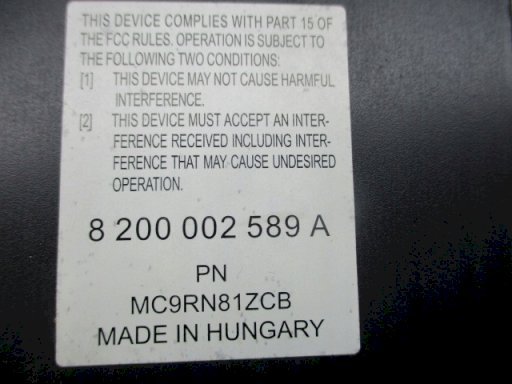 THIS DEVICE COMPLIES WITH PART 15 OF
THE FCC RULES. OPERATION IS SUBJECT TO
THE FOLLOWING TWO CONDITIONS:
[1] THIS DEVICE MAY NOT CAUSE HARMFUL
INTERFERENCE.
[2] THIS DEVICE MUST ACCEPT AN INTER-
FERENCE RECEIVED INCLUDING INTER-
FERENCE THAT MAY CAUSE UNDESIRED
OPERATION.
8 200 002 589 A
PN
MC9RN81ZCB
MADE IN HUNGARY